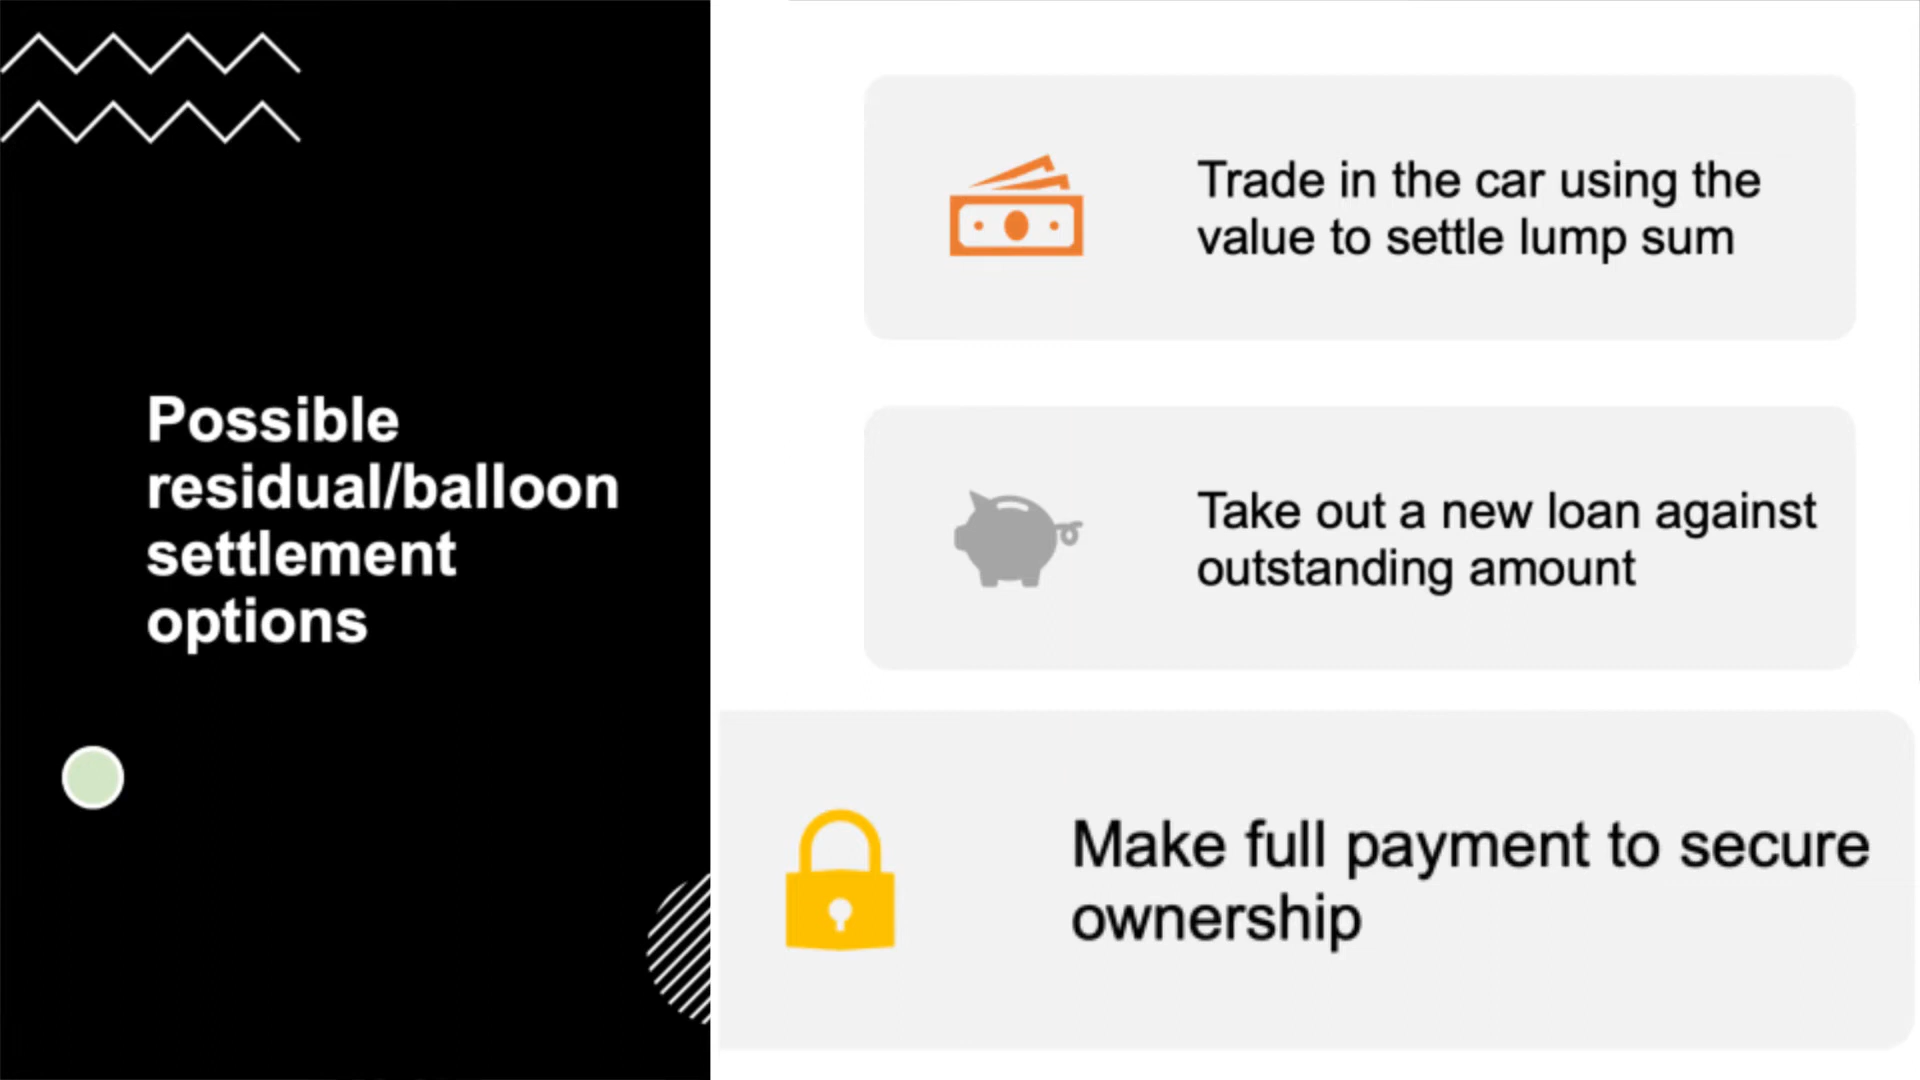 Possible
residual/balloon
settlement
options
Trade in the car using the
value to settle lump sum
Take out a new loan against
outstanding amount
Make full payment to secure
ownership